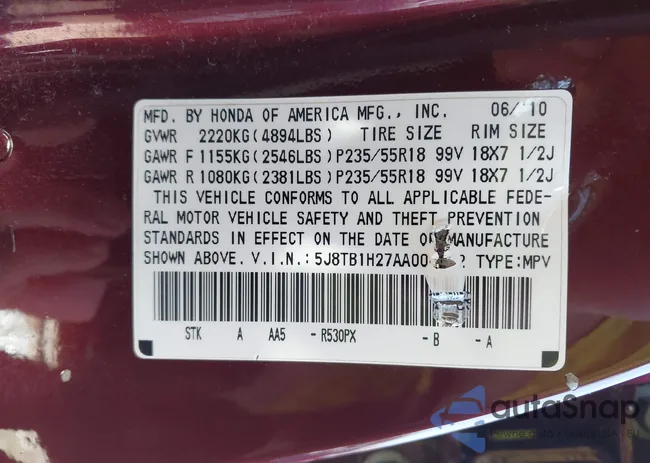 MFD. BY HONDA OF AMERICA MFG., INC. 06/10
GVWR 2220KG(4894LBS) TIRE SIZE RIM SIZE
GAWR F 1155KG(2546LBS) P235/55R18 99V 18X7 1/2J
GAWR R 1080KG(2381LBS) P235/55R18 99V 18X7 1/2J
THIS VEHICLE CONFORMS TO ALL APPLICABLE FEDE-
RAL MOTOR VEHICLE SAFETY AND THEFT PREVENTION
STANDARDS IN EFFECT ON THE DATE OF MANUFACTURE
SHOWN ABOVE. V.I.N.: TYPE:MPV
STK A AA5 - R530PX - B - A
autoSnap